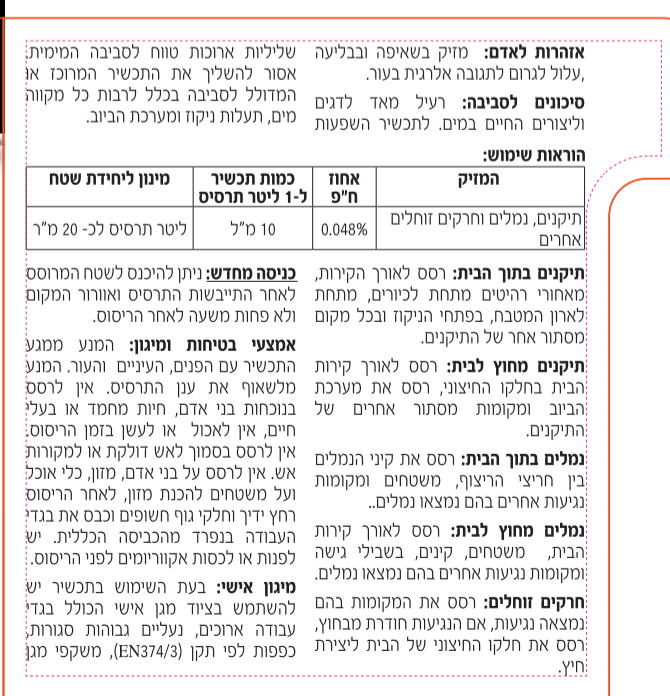 אזהרות לאדם: מזיק בשאיפה ובבליעה
,עלול לגרום לתגובה אלרגית בעור.
סיכונים לסביבה: רעיל מאד לדגים
וליצורים החיים במים. לתכשיר השפעות
שליליות ארוכות טווח לסביבה המימית.
אסור להשליך את התכשיר המרוכז או
המדולל לסביבה בכלל לרבות כל מקווה
מים, תעלות ניקוז ומערכת הביוב.
הוראות שימוש:
המזיק
אחוז
ח"פ
כמות תכשיר
ל-1 ליטר תרסיס
מינון ליחידת שטח
תיקנים, נמלים וחרקים זוחלים
אחרים
0.048%
10 מ"ל
ליטר תרסיס לכ- 20 מ"ר
תיקנים בתוך הבית: רסס לאורך הקירות,
מאחורי רהיטים מתחת לכיורים, מתחת
לארון המטבח, בפתחי הניקוז ובכל מקום
מסתור אחר של התיקנים.
תיקנים מחוץ לבית: רסס לאורך קירות
הבית בחלקו החיצוני, רסס את מערכת
הביוב ומקומות מסתור אחרים של
התיקנים.
נמלים בתוך הבית: רסס את קיני הנמלים
בין חריצי הריצוף, משטחים ומקומות
נגיעות אחרים בהם נמצאו נמלים..
נמלים מחוץ לבית: רסס לאורך קירות
הבית, משטחים, קינים, בשבילי גישה
ומקומות נגיעות אחרים בהם נמצאו נמלים.
חרקים זוחלים: רסס את המקומות בהם
נמצאה נגיעות, אם הנגיעות חודרת מבחוץ,
רסס את חלקו החיצוני של הבית ליצירת
חיץ.
כניסה מחדש: ניתן להיכנס לשטח המרוסס
לאחר התייבשות התרסיס ואוורור המקום
ולא פחות משעה לאחר הריסוס.
אמצעי בטיחות ומיגון: המנע ממגע
התכשיר עם הפנים, העיניים והעור. המנע
מלשאוף את ענן התרסיס. אין לרסס
בנוכחות בני אדם, חיות מחמד או בעלי
חיים, אין לאכול או לעשן בזמן הריסוס.
אין לרסס בסמוך לאש דולקת או למקורות
אש. אין לרסס על בני אדם, מזון, כלי אוכל
ועל משטחים להכנת מזון, לאחר הריסוס
רחץ ידיך וחלקי גוף חשופים וכבס את בגדי
העבודה בנפרד מהכביסה הכללית. יש
לפנות או לכסות אקווריומים לפני הריסוס.
מיגון אישי: בעת השימוש בתכשיר יש
להשתמש בציוד מגן אישי הכולל בגדי
עבודה ארוכים, נעליים גבוהות סגורות,
כפפות לפי תקן (EN374/3), משקפי מגן